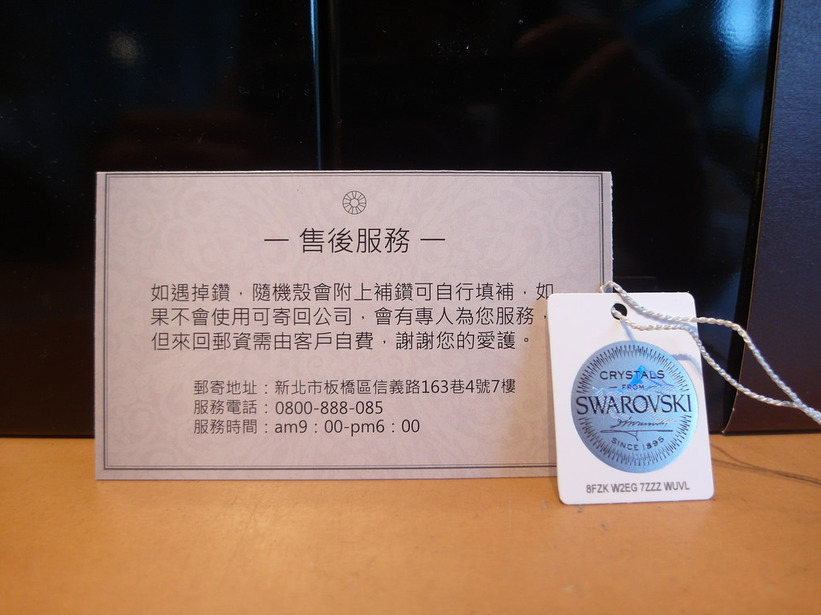 — 售後服務 —
如遇掉鑽，隨機殼會附上補鑽可自行填補，如
果不會使用可寄回公司，會有專人為您服務，
但來回郵資需由客戶自費，謝謝您的愛護。
郵寄地址：新北市板橋區信義路163巷4號7樓
服務電話：0800-888-085
服務時間：am9：00-pm6：00
CRYSTALS
FROM
SWAROVSKI
SINCE 1895
8FZK W2EG 7ZZZ WUVL